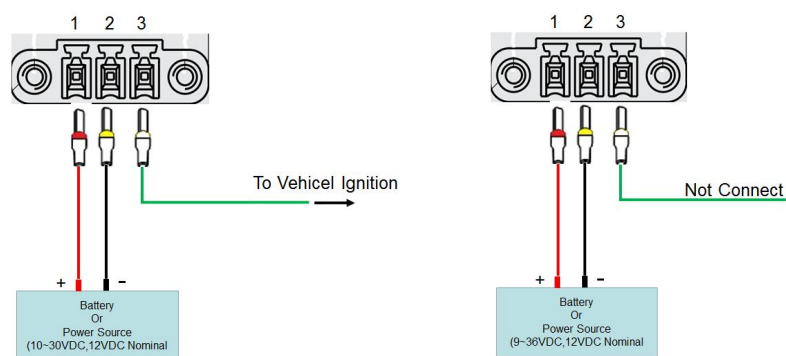 1 2 3
To Vehicel Ignition
+ -
Battery
Or
Power Source
(10~30VDC,12VDC Nominal
1 2 3
Not Connect
+ -
Battery
Or
Power Source
(9~36VDC,12VDC Nominal